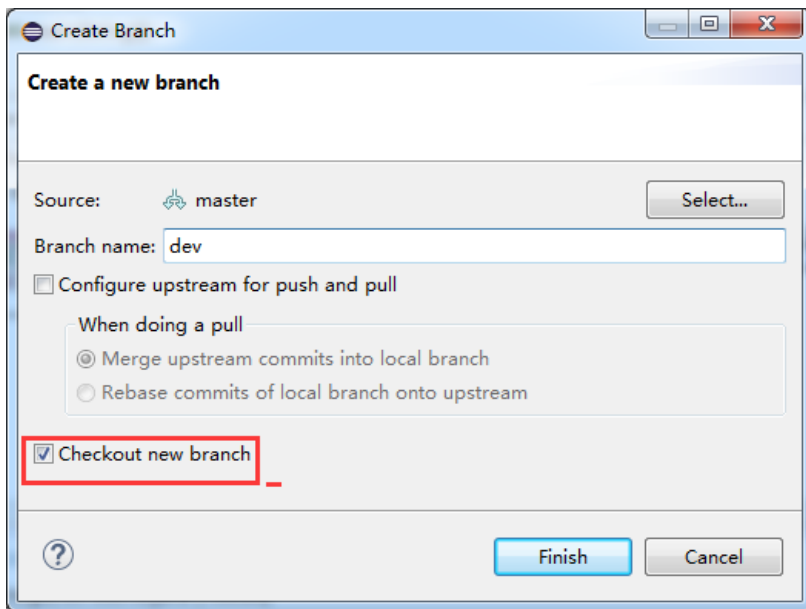 Create Branch
Create a new branch
Source: master Select...
Branch name: dev
Configure upstream for push and pull
When doing a pull
Merge upstream commits into local branch
Rebase commits of local branch onto upstream
Checkout new branch
Finish Cancel